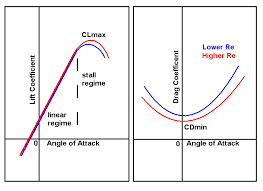 CLmax
Lift Coefficient
stall
regime
linear
regime
0
Angle of Attack
Lower Re
Higher Re
Drag Coefficent
CDmin
0
Angle of Attack